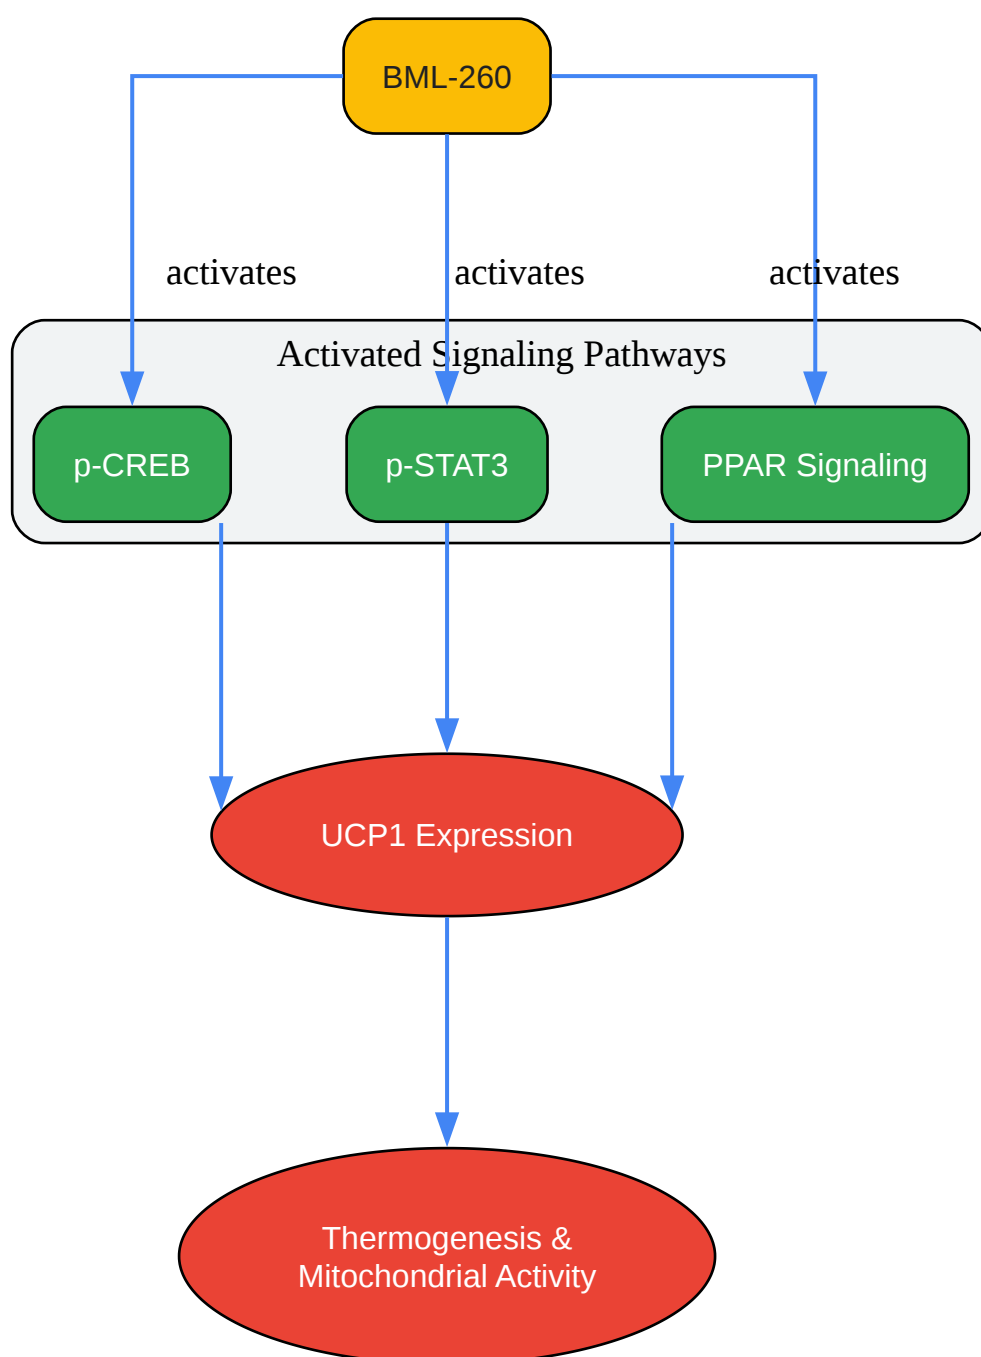 BML-260
activates
activates
activates
Activated Signaling Pathways
p-CREB
p-STAT3
PPAR Signaling
UCP1 Expression
Thermogenesis &
Mitochondrial Activity